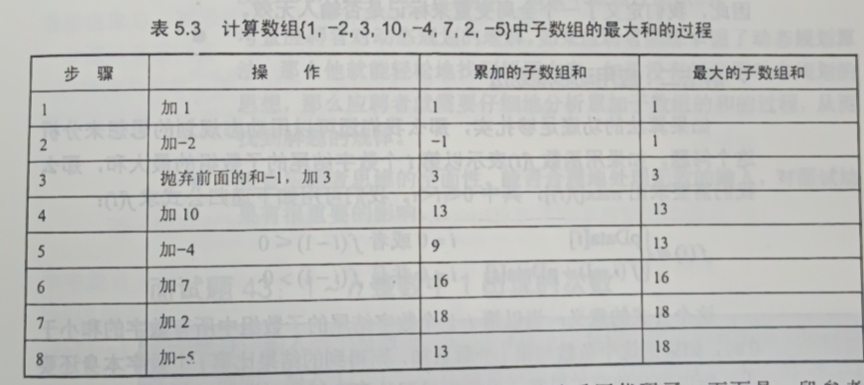 表 5.3 计算数组{1, -2, 3, 10, -4, 7, 2, -5}中子数组的最大和的过程
步 骤 操 作 累加的子数组和 最大的子数组和
1 加 1 1 1
2 加-2 -1 1
3 抛弃前面的和-1，加 3 3 3
4 加 10 13 13
5 加-4 9 13
6 加 7 16 16
7 加 2 18 18
8 加-5 13 18